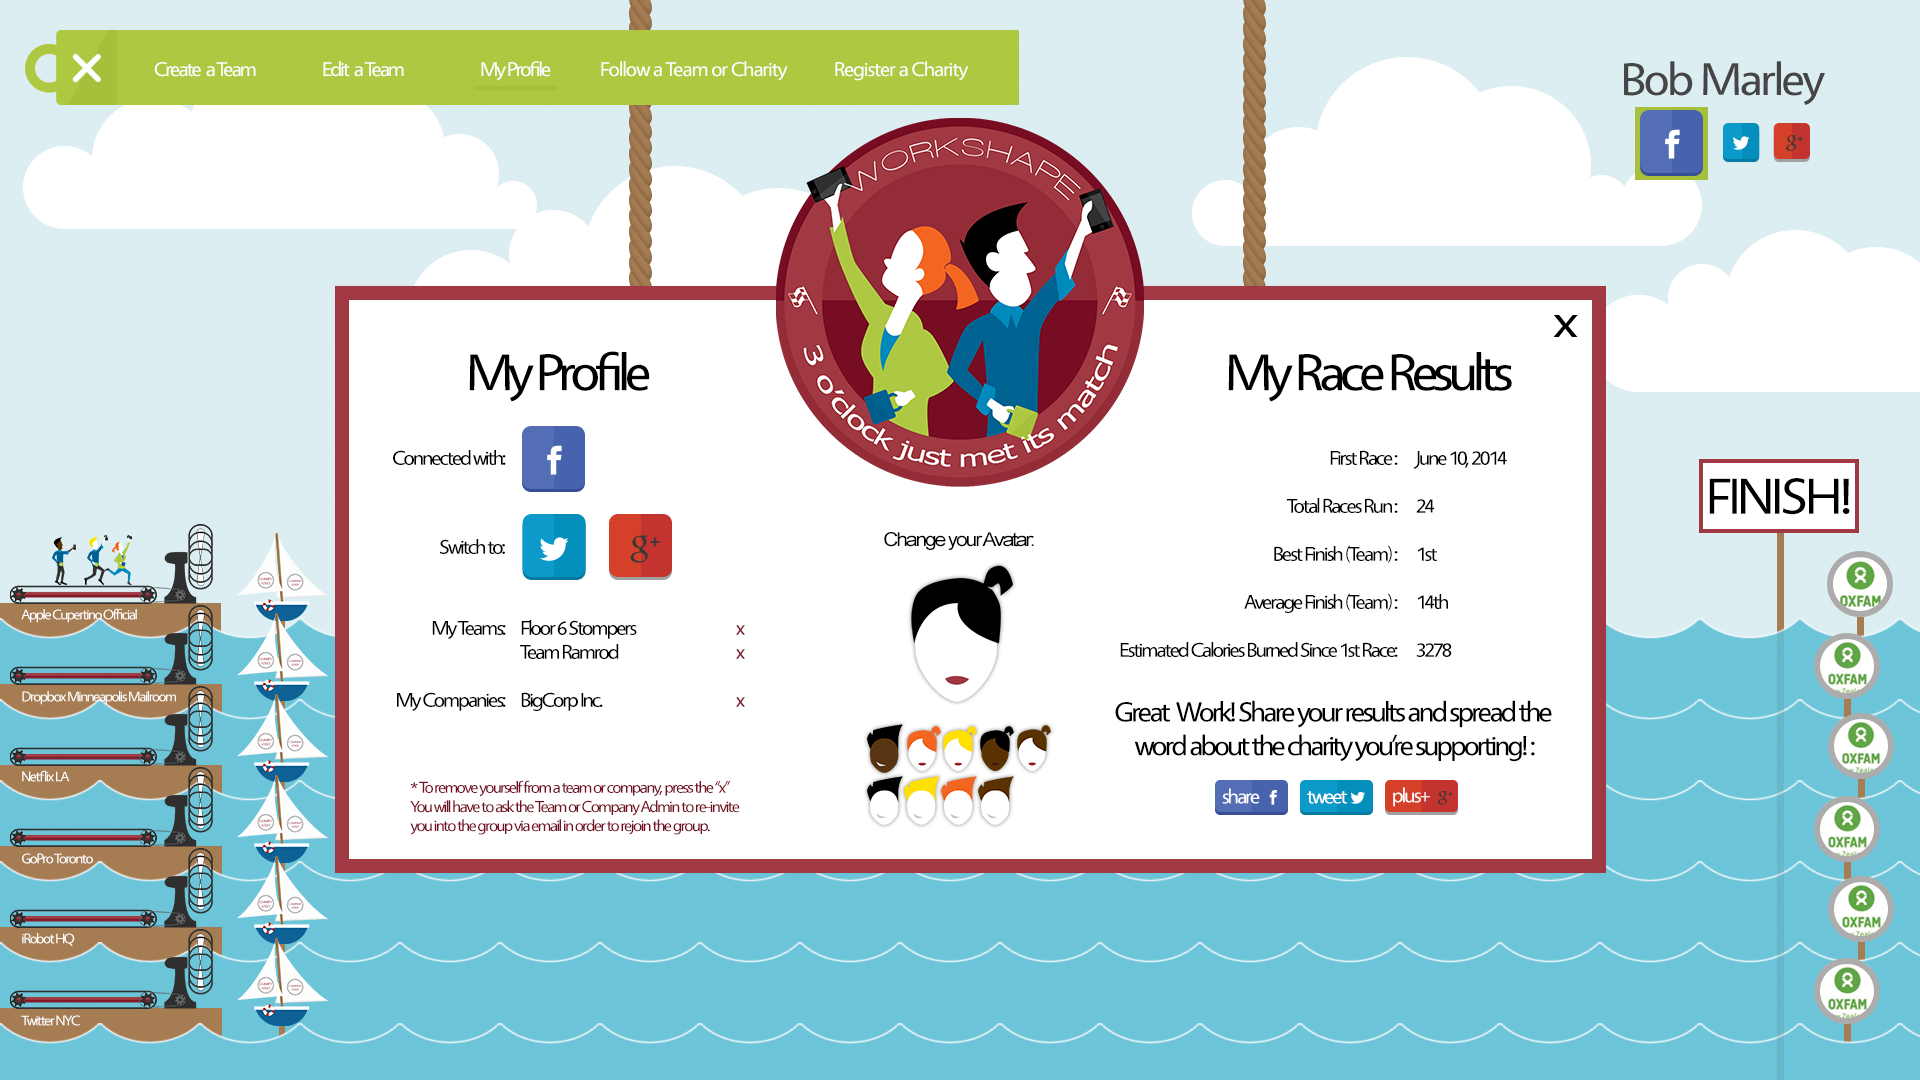 Create a Team
Edit a Team
My Profile
Follow a Team or Charity
Register a Charity
Bob Marley
f
g+
WORKSHAPE
3 o'clock just met its match
X
My Profile
Connected with:
f
Switch to:
g+
My Teams: Floor 6 Stompers x
Team Ramrod x
My Companies: BigCorp Inc. x
* To remove yourself from a team or company, press the "x"
You will have to ask the Team or Company Admin to re-invite
you into the group via email in order to rejoin the group.
Change your Avatar:
My Race Results
First Race: June 10, 2014
Total Races Run: 24
Best Finish (Team): 1st
Average Finish (Team): 14th
Estimated Calories Burned Since 1st Race: 3278
Great Work! Share your results and spread the
word about the charity you're supporting! :
share f
tweet
plus+ g+
FINISH!
Apple Cupertino Official
Dropbox Minneapolis Mailroom
Netflix LA
GoPro Toronto
iRobot HQ
Twitter NYC
OXFAM
OXFAM
OXFAM
OXFAM
OXFAM
OXFAM